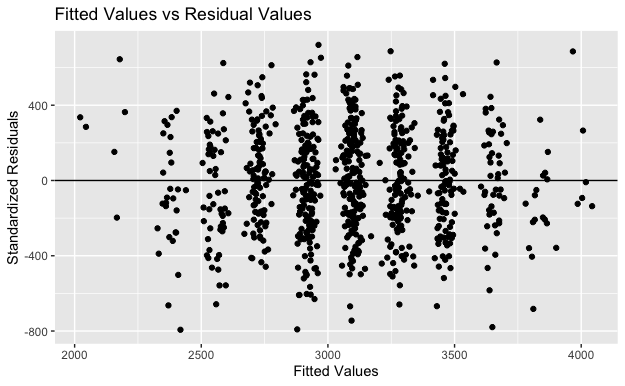 Fitted Values vs Residual Values
Standardized Residuals
400
0
-400
-800
2000 2500 3000 3500 4000
Fitted Values